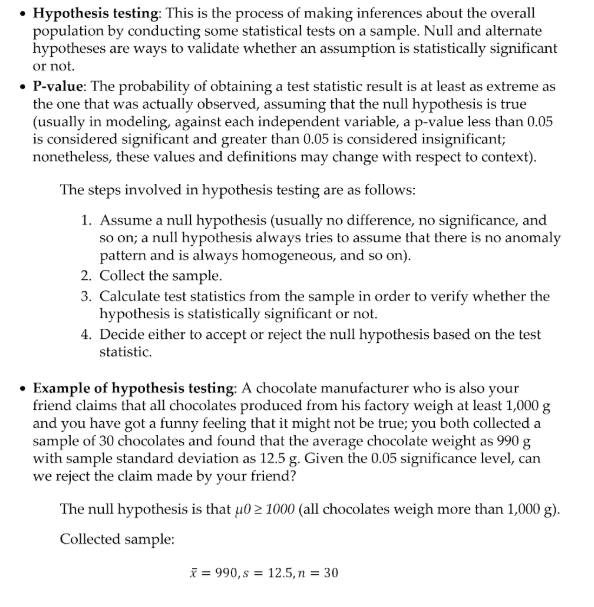 • Hypothesis testing: This is the process of making inferences about the overall
population by conducting some statistical tests on a sample. Null and alternate
hypotheses are ways to validate whether an assumption is statistically significant
or not.
• P-value: The probability of obtaining a test statistic result is at least as extreme as
the one that was actually observed, assuming that the null hypothesis is true
(usually in modeling, against each independent variable, a p-value less than 0.05
is considered significant and greater than 0.05 is considered insignificant;
nonetheless, these values and definitions may change with respect to context).
The steps involved in hypothesis testing are as follows:
1. Assume a null hypothesis (usually no difference, no significance, and
so on; a null hypothesis always tries to assume that there is no anomaly
pattern and is always homogeneous, and so on).
2. Collect the sample.
3. Calculate test statistics from the sample in order to verify whether the
hypothesis is statistically significant or not.
4. Decide either to accept or reject the null hypothesis based on the test
statistic.
• Example of hypothesis testing: A chocolate manufacturer who is also your
friend claims that all chocolates produced from his factory weigh at least 1,000 g
and you have got a funny feeling that it might not be true; you both collected a
sample of 30 chocolates and found that the average chocolate weight as 990 g
with sample standard deviation as 12.5 g. Given the 0.05 significance level, can
we reject the claim made by your friend?
The null hypothesis is that μ0 ≥ 1000 (all chocolates weigh more than 1,000 g).
Collected sample:
x̄ = 990, s = 12.5, n = 30